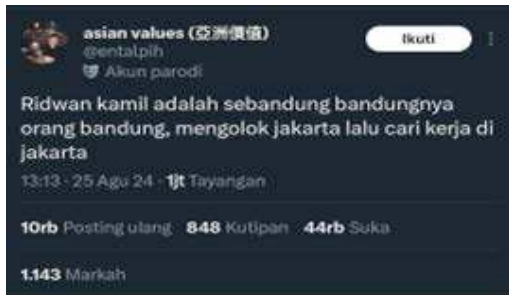 asian values (亞洲價值)
@entalpih
Akun parodi
Ikuti
Ridwan kamil adalah sebandung bandungnya
orang bandung, mengolok jakarta lalu cari kerja di
jakarta
13:13 · 25 Agu 24 · 1jt Tayangan
10rb Posting ulang 848 Kutipan 44rb Suka
1.143 Markah